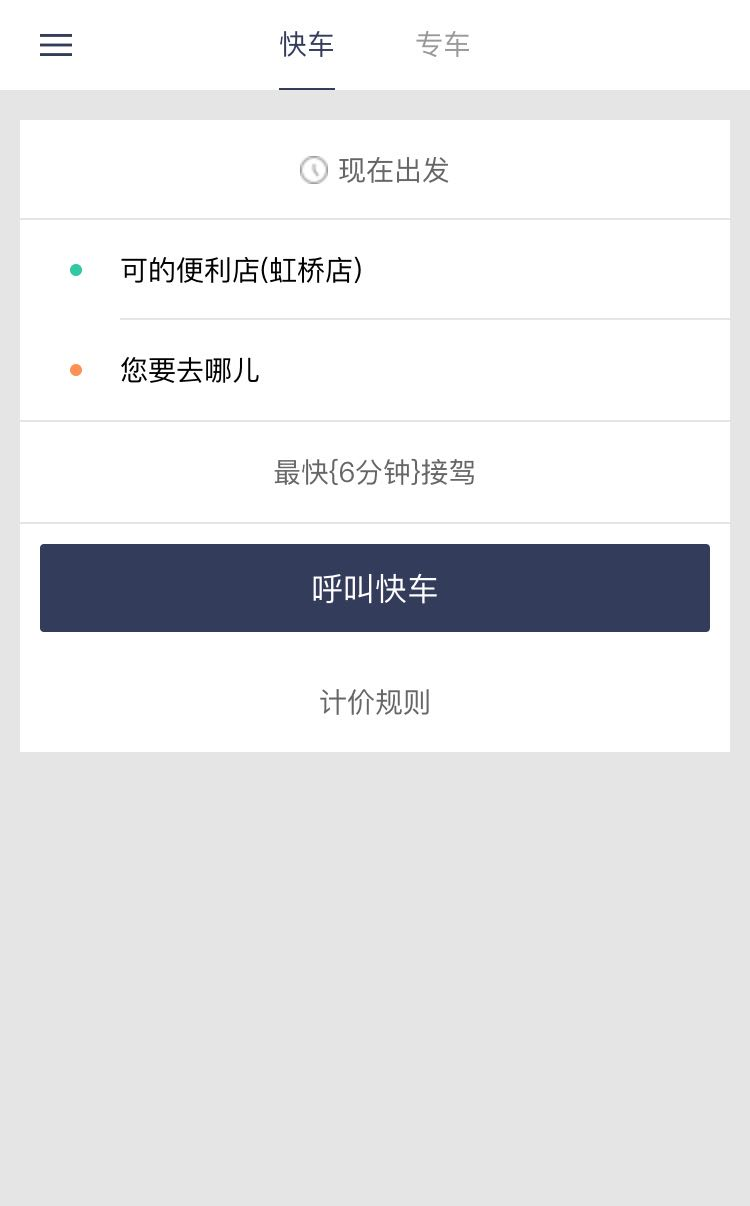 快车 专车
现在出发
可的便利店(虹桥店)
您要去哪儿
最快{6分钟}接驾
呼叫快车
计价规则